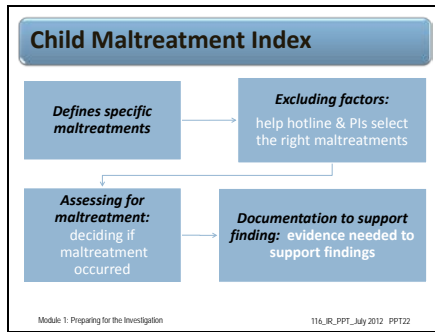 Child Maltreatment Index
Defines specific
maltreatments
Excluding factors:
help hotline & PIs select
the right maltreatments
Assessing for
maltreatment:
deciding if
maltreatment
occurred
Documentation to support
finding: evidence needed to
support findings
Module 1: Preparing for the Investigation
116_IR_PPT_July 2012 PPT22